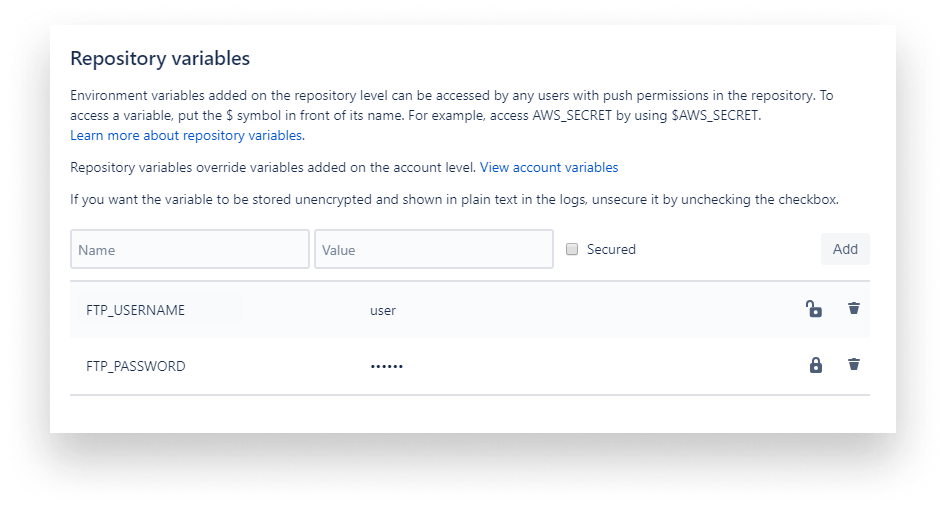 Repository variables
Environment variables added on the repository level can be accessed by any users with push permissions in the repository. To
access a variable, put the $ symbol in front of its name. For example, access AWS_SECRET by using $AWS_SECRET.
Learn more about repository variables.
Repository variables override variables added on the account level. View account variables
If you want the variable to be stored unencrypted and shown in plain text in the logs, unsecure it by unchecking the checkbox.
Name Value Secured Add
FTP_USERNAME user
FTP_PASSWORD ••••••